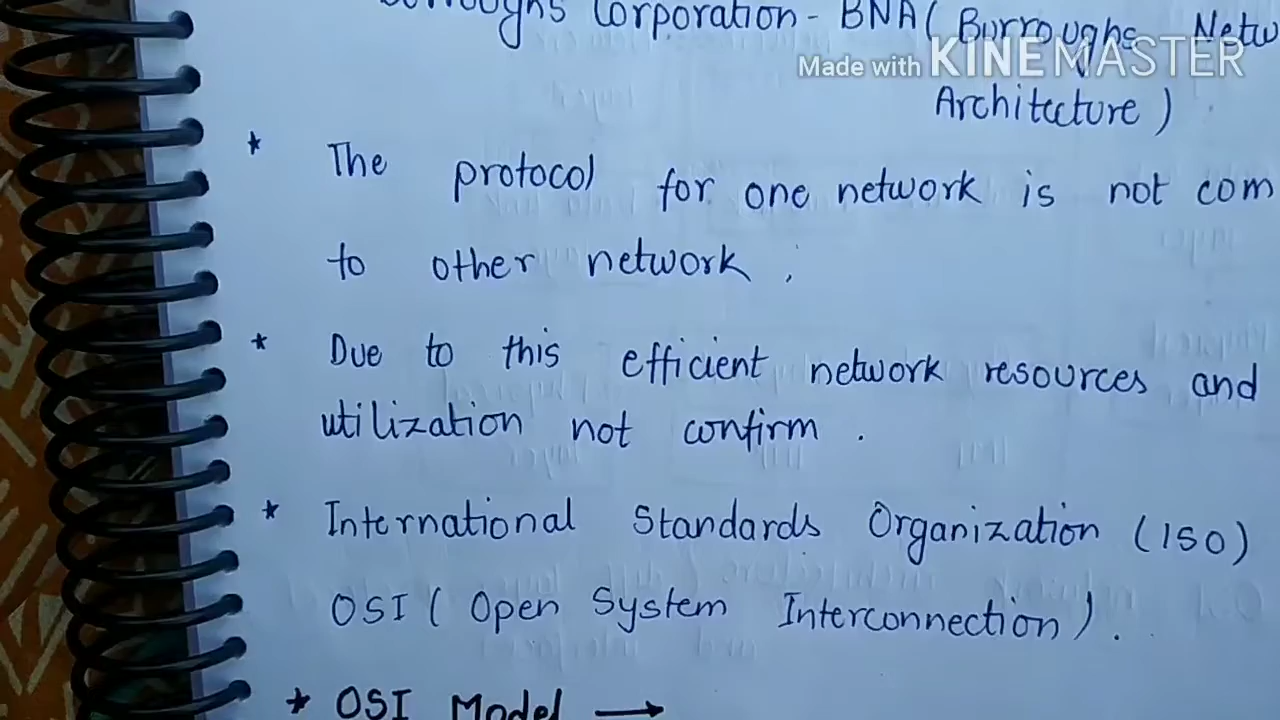 Burroughs Corporation - BNA ( Burroughs Netw
Made with KINEMASTER
Architecture )
* The protocol for one network is not com
to other network .
* Due to this efficient network resources and
utilization not confirm .
* International Standards Organization (ISO)
OSI ( Open System Interconnection ) .
* OSI Model →